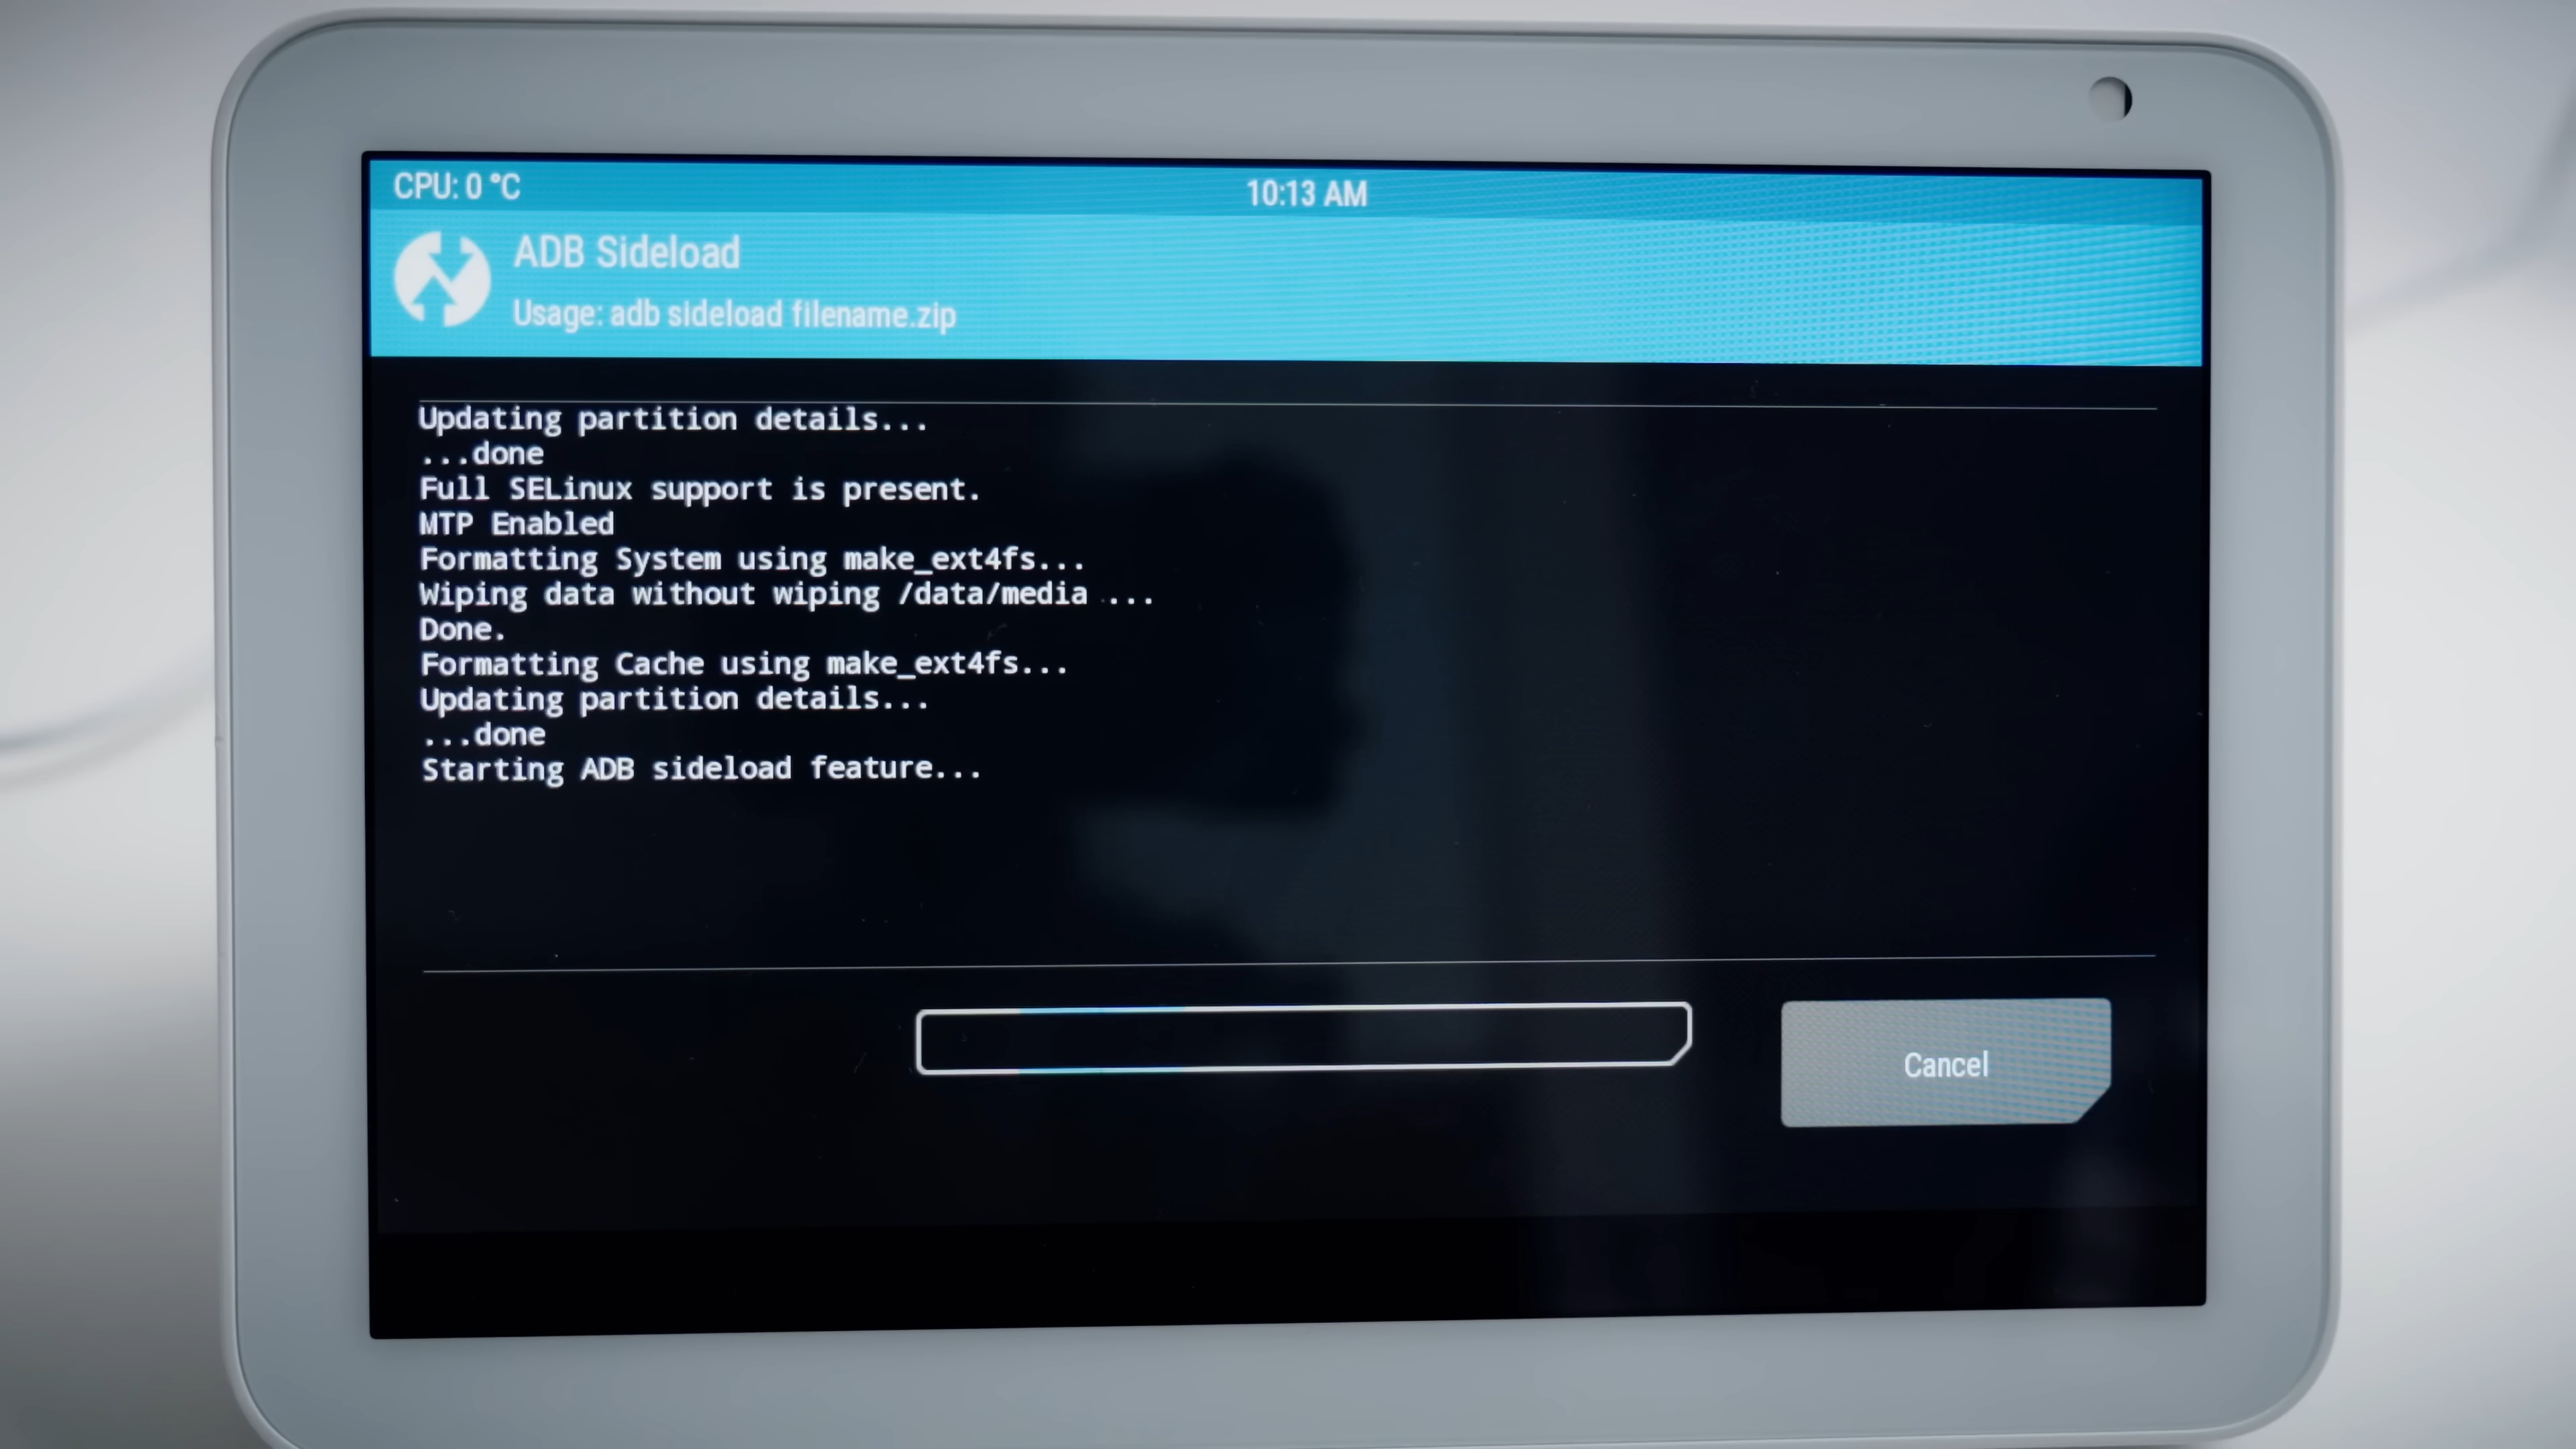 CPU: 0 °C
10:13 AM
ADB Sideload
Usage: adb sideload filename.zip
Updating partition details...
...done
Full SELinux support is present.
MTP Enabled
Formatting System using make_ext4fs...
Wiping data without wiping /data/media ...
Done.
Formatting Cache using make_ext4fs...
Updating partition details...
...done
Starting ADB sideload feature...
Cancel